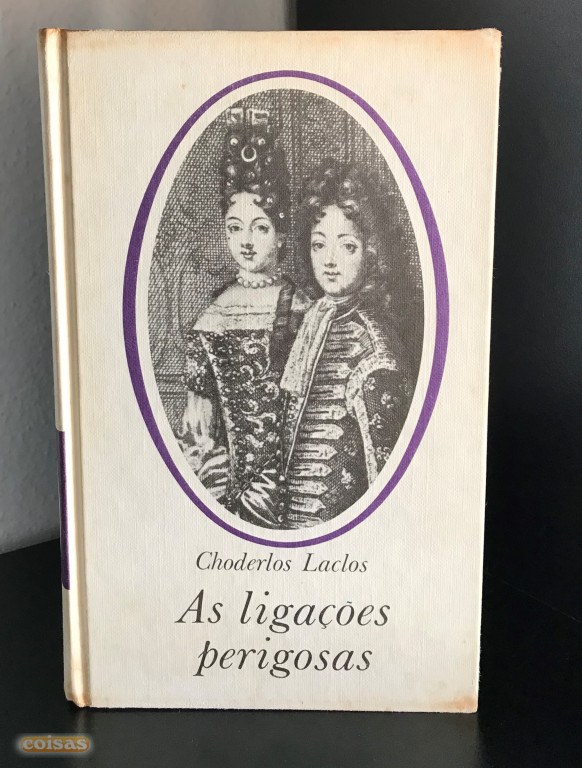 Choderlos Laclos
As ligações
perigosas
coisas